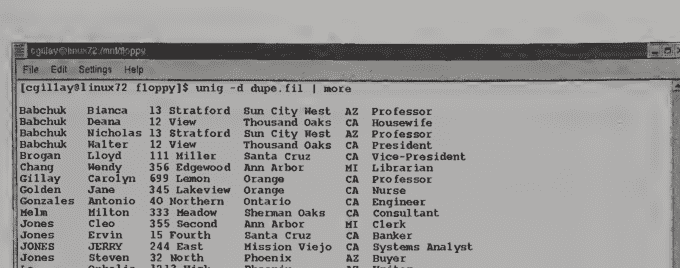 cgillay@linux72 /mnt/floppy
File Edit Settings Help
[cgillay@linux72 floppy]$ uniq -d dupe.fil | more
Babchuk Bianca 13 Stratford Sun City West AZ Professor
Babchuk Deana 12 View Thousand Oaks CA Housewife
Babchuk Nicholas 13 Stratford Sun City West AZ Professor
Babchuk Walter 12 View Thousand Oaks CA President
Brogan Lloyd 111 Miller Santa Cruz CA Vice-President
Chang Wendy 356 Edgewood Ann Arbor MI Librarian
Gillay Carolyn 699 Lemon Orange CA Professor
Golden Jane 345 Lakeview Orange CA Nurse
Gonzales Antonio 40 Northern Ontario CA Engineer
Helm Milton 333 Meadow Sherman Oaks CA Consultant
Jones Cleo 355 Second Ann Arbor MI Clerk
Jones Ervin 15 Fourth Santa Cruz CA Banker
JONES JERRY 244 East Mission Viejo CA Systems Analyst
Jones Steven 32 North Phoenix AZ Buyer